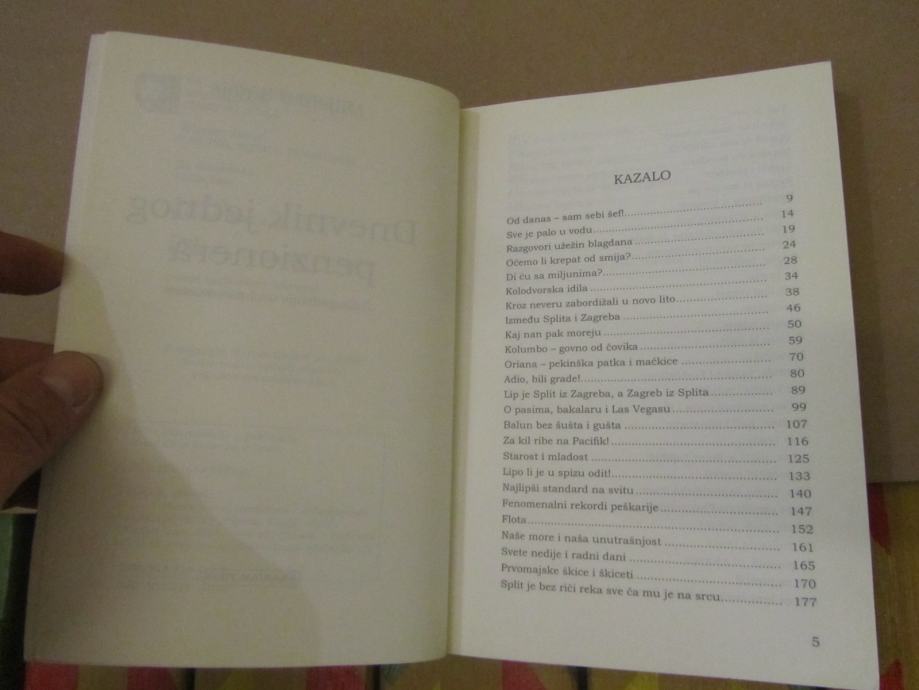 Dnevnik jednog
penzionera
KAZALO
Od danas – sam sebi šef! 9
Sve je palo u vodu 14
Razgovori užežin blagdana 19
Oćemo li krepat od smija? 24
Di ću sa miljunima? 28
Kolodvorska idila 34
Kroz neveru zabordižali u novo lito 38
Između Splita i Zagreba 46
Kaj nan pak moreju 50
Kolumbo – govno od čovika 59
Oriana – pekinška patka i mačkice 70
Adio, bili grade! 80
Lip je Split iz Zagreba, a Zagreb iz Splita 89
O pasima, bakalaru i Las Vegasu 99
Balun bez šušta i gušta 107
Za kil ribe na Pacifik! 116
Starost i mladost 125
Lipo li je u spizu odit! 133
Najlipši standard na svitu 140
Fenomenalni rekordi peškarije 147
Flota 152
Naše more i naša unutrašnjost 161
Svete nedije i radni dani 165
Prvomajske škice i škiceti 170
Split je bez riči reka sve ča mu je na srcu 177
5